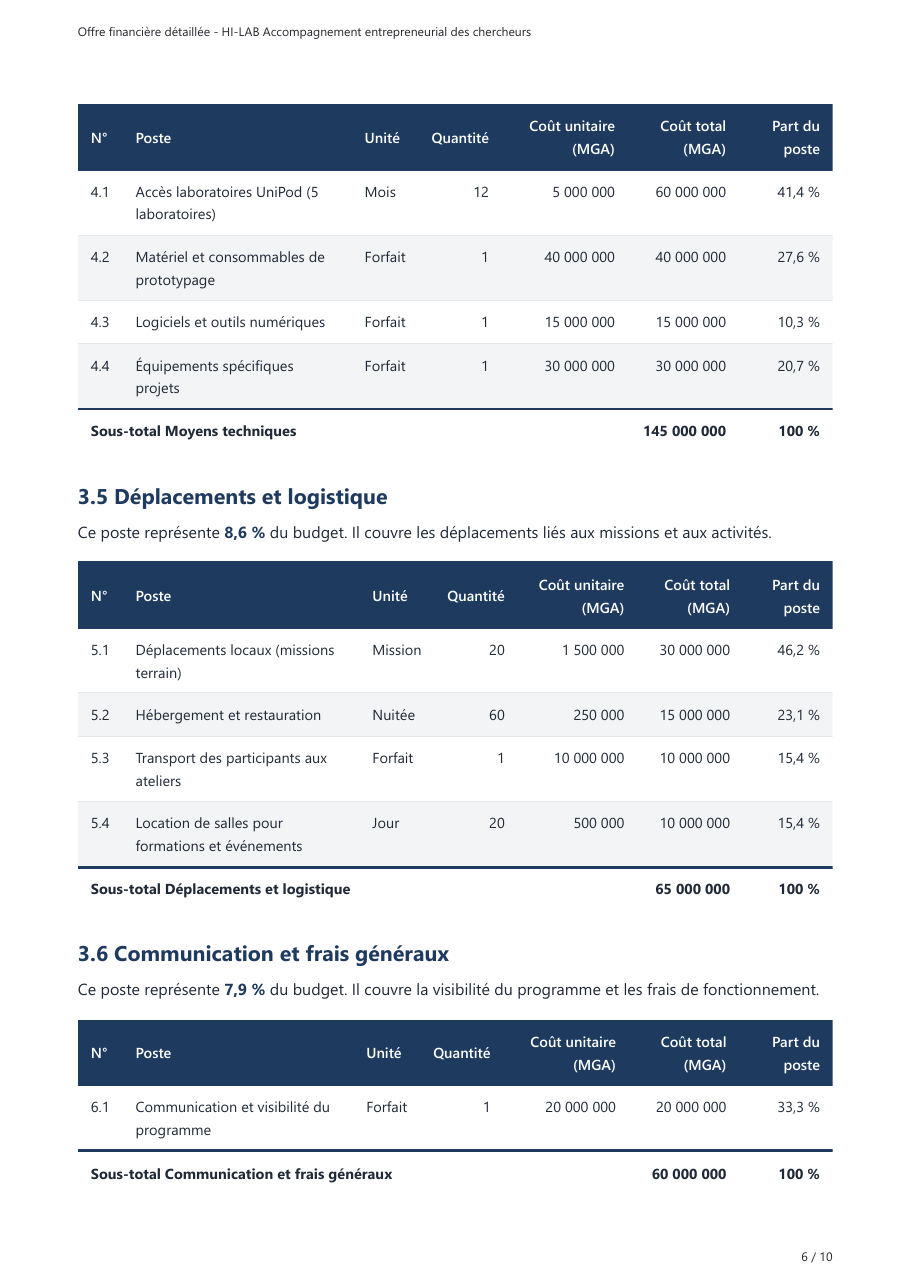 Offre financière détaillée - HI-LAB Accompagnement entrepreneurial des chercheurs
N° Poste Unité Quantité Coût unitaire (MGA) Coût total (MGA) Part du poste
4.1 Accès laboratoires UniPod (5 Mois 12 5 000 000 60 000 000 41,4 %
laboratoires)
4.2 Matériel et consommables de Forfait 1 40 000 000 40 000 000 27,6 %
prototypage
4.3 Logiciels et outils numériques Forfait 1 15 000 000 15 000 000 10,3 %
4.4 Équipements spécifiques Forfait 1 30 000 000 30 000 000 20,7 %
projets
Sous-total Moyens techniques 145 000 000 100 %
3.5 Déplacements et logistique
Ce poste représente 8,6 % du budget. Il couvre les déplacements liés aux missions et aux activités.
N° Poste Unité Quantité Coût unitaire (MGA) Coût total (MGA) Part du poste
5.1 Déplacements locaux (missions Mission 20 1 500 000 30 000 000 46,2 %
terrain)
5.2 Hébergement et restauration Nuitée 60 250 000 15 000 000 23,1 %
5.3 Transport des participants aux Forfait 1 10 000 000 10 000 000 15,4 %
ateliers
5.4 Location de salles pour Jour 20 500 000 10 000 000 15,4 %
formations et événements
Sous-total Déplacements et logistique 65 000 000 100 %
3.6 Communication et frais généraux
Ce poste représente 7,9 % du budget. Il couvre la visibilité du programme et les frais de fonctionnement.
N° Poste Unité Quantité Coût unitaire (MGA) Coût total (MGA) Part du poste
6.1 Communication et visibilité du Forfait 1 20 000 000 20 000 000 33,3 %
programme
Sous-total Communication et frais généraux 60 000 000 100 %
6 / 10